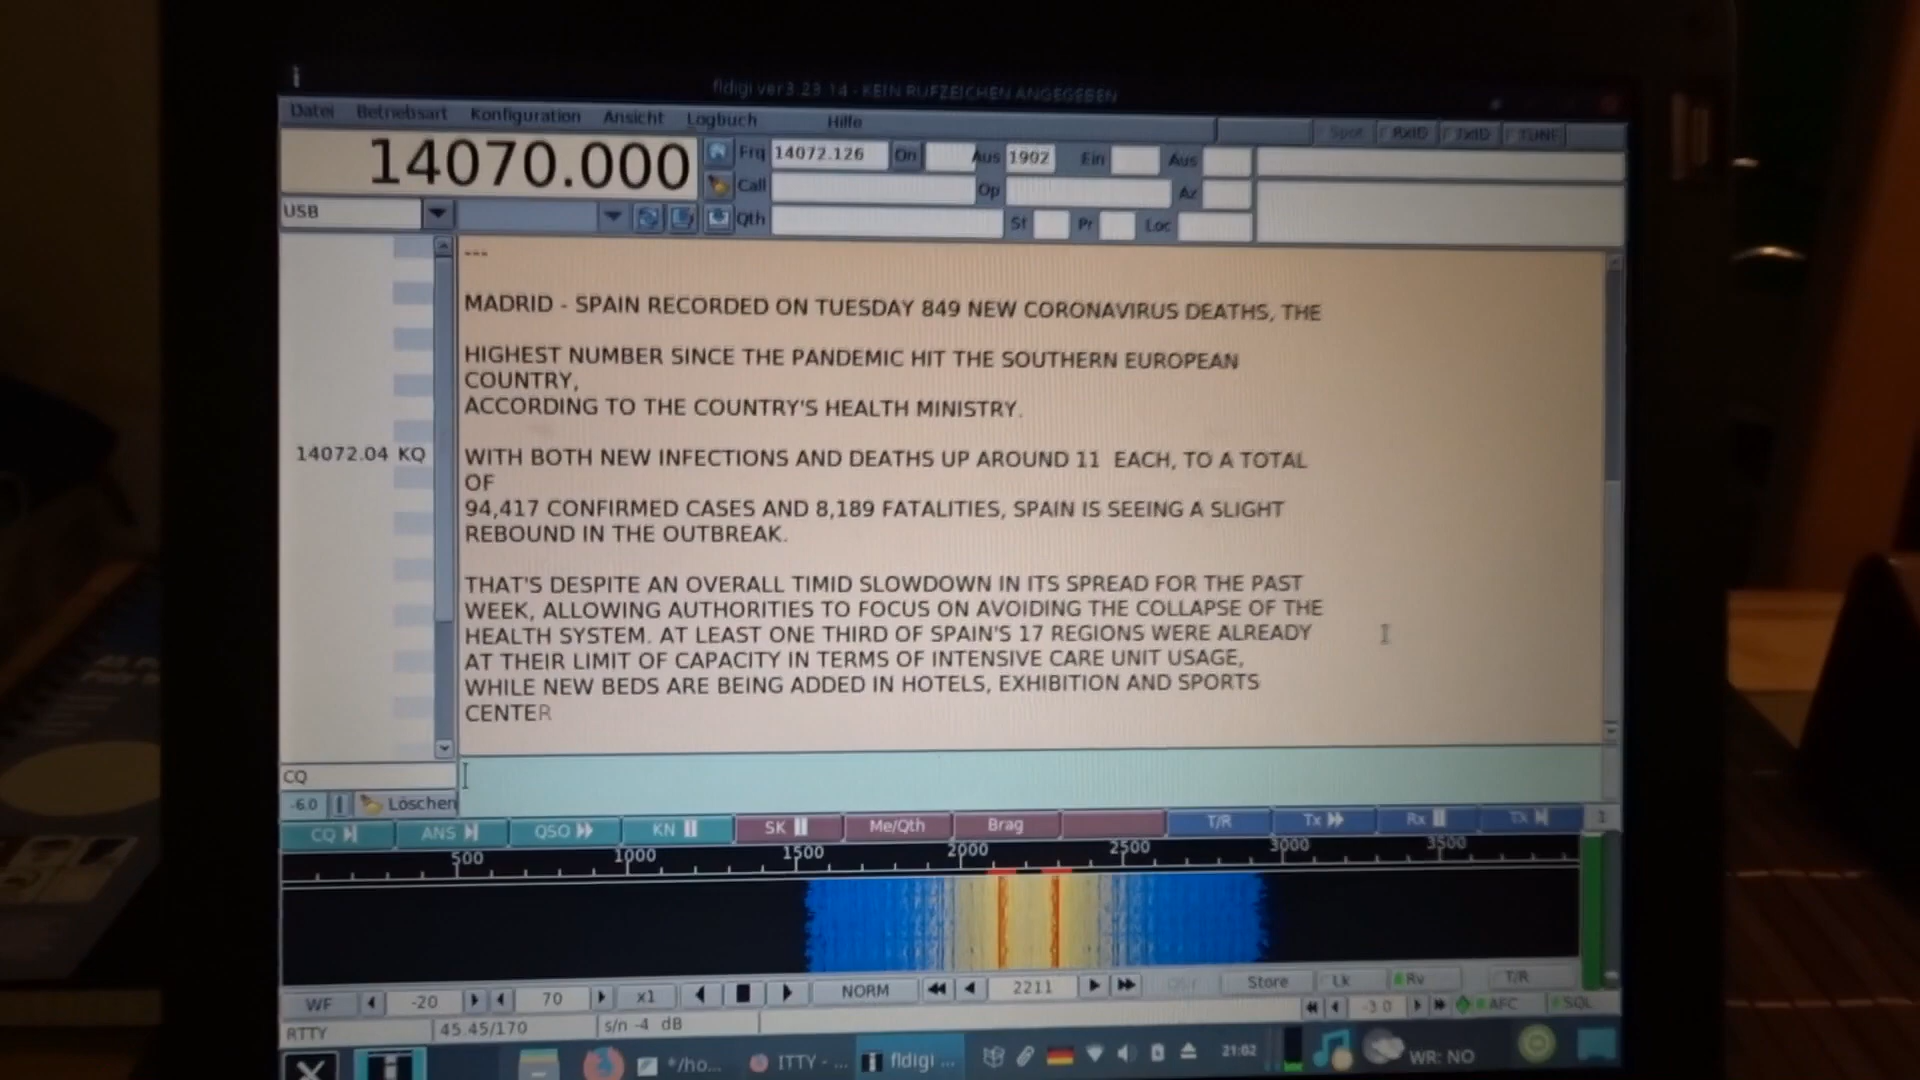 fldigi ver3.23.14 - KEIN RUFZEICHEN ANGEGEBEN
Datei Betriebsart Konfiguration Ansicht Logbuch Hilfe
Spot RxID TxID TUNE
14070.000
Frq 14072.126 On Aus 1902 Ein Aus
Call Op Az
USB
Qth St Pr Loc
---
MADRID - SPAIN RECORDED ON TUESDAY 849 NEW CORONAVIRUS DEATHS, THE
HIGHEST NUMBER SINCE THE PANDEMIC HIT THE SOUTHERN EUROPEAN
COUNTRY,
ACCORDING TO THE COUNTRY'S HEALTH MINISTRY.
14072.04 KQ
WITH BOTH NEW INFECTIONS AND DEATHS UP AROUND 11 EACH, TO A TOTAL
OF
94,417 CONFIRMED CASES AND 8,189 FATALITIES, SPAIN IS SEEING A SLIGHT
REBOUND IN THE OUTBREAK.
THAT'S DESPITE AN OVERALL TIMID SLOWDOWN IN ITS SPREAD FOR THE PAST
WEEK, ALLOWING AUTHORITIES TO FOCUS ON AVOIDING THE COLLAPSE OF THE
HEALTH SYSTEM. AT LEAST ONE THIRD OF SPAIN'S 17 REGIONS WERE ALREADY
AT THEIR LIMIT OF CAPACITY IN TERMS OF INTENSIVE CARE UNIT USAGE,
WHILE NEW BEDS ARE BEING ADDED IN HOTELS, EXHIBITION AND SPORTS
CENTER
CQ
-6.0 Löschen
CQ ANS QSO KN SK Me/Qth Brag T/R Tx Rx TX 1
500 1000 1500 2000 2500 3000 3500
WF -20 70 x1 NORM 2211 Store Lk Rv T/R
-3.0 AFC SQL
RTTY 45.45/170 s/n -4 dB
*/ho... ITTY - ... fldigi ... 21:02 WR: NO